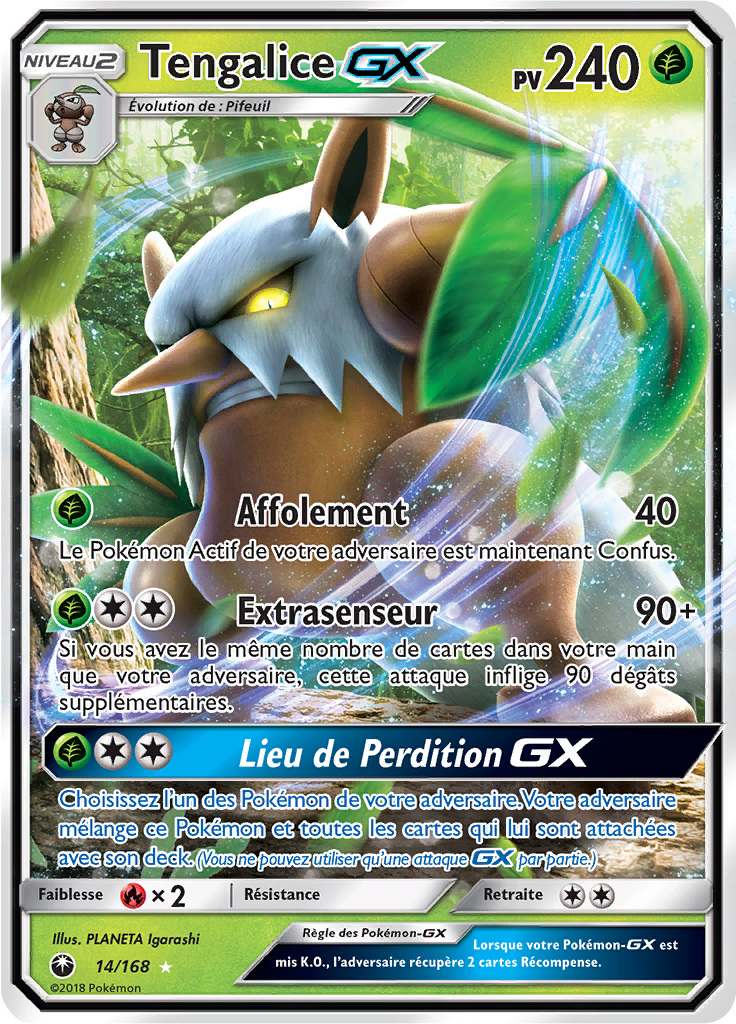 NIVEAU 2 Tengalice GX PV 240
Évolution de : Pifeuil
Affolement 40
Le Pokémon Actif de votre adversaire est maintenant Confus.
Extrasenseur 90+
Si vous avez le même nombre de cartes dans votre main
que votre adversaire, cette attaque inflige 90 dégâts
supplémentaires.
Lieu de Perdition GX
Choisissez l'un des Pokémon de votre adversaire. Votre adversaire
mélange ce Pokémon et toutes les cartes qui lui sont attachées
avec son deck. (Vous ne pouvez utiliser qu'une attaque GX par partie.)
Faiblesse ×2 Résistance Retraite
Illus. PLANETA Igarashi
14/168
©2018 Pokémon
Règle des Pokémon-GX
Lorsque votre Pokémon-GX est
mis K.O., l'adversaire récupère 2 cartes Récompense.